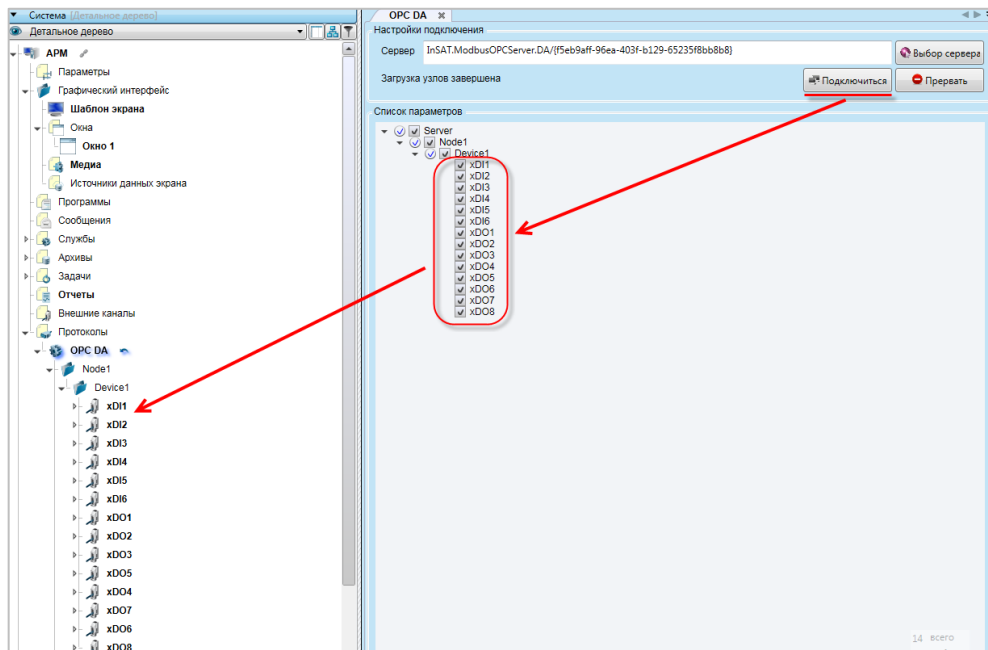 Система [Детальное дерево]
Детальное дерево
АРМ
Параметры
Графический интерфейс
Шаблон экрана
Окна
Окно 1
Медиа
Источники данных экрана
Программы
Сообщения
Службы
Архивы
Задачи
Отчеты
Внешние каналы
Протоколы
OPC DA
Node1
Device1
xDI1
xDI2
xDI3
xDI4
xDI5
xDI6
xDO1
xDO2
xDO3
xDO5
xDO4
xDO7
xDO6
xDO8
OPC DA
Настройки подключения
Сервер InSAT.ModbusOPCServer.DA/{f5eb9aff-96ea-403f-b129-65235f8bb8b8} Выбор сервера
Загрузка узлов завершена Подключиться Прервать
Список параметров
Server
Node1
Device1
xDI1
xDI2
xDI3
xDI4
xDI5
xDI6
xDO1
xDO2
xDO3
xDO4
xDO5
xDO6
xDO7
xDO8
14 всего